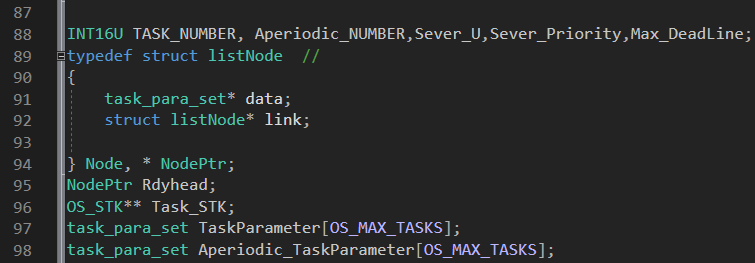 87
88 INT16U TASK_NUMBER, Aperiodic_NUMBER,Sever_U,Sever_Priority,Max_DeadLine;
89 typedef struct listNode  //
90 {
91     task_para_set* data;
92     struct listNode* link;
93
94 } Node, * NodePtr;
95 NodePtr Rdyhead;
96 OS_STK** Task_STK;
97 task_para_set TaskParameter[OS_MAX_TASKS];
98 task_para_set Aperiodic_TaskParameter[OS_MAX_TASKS];